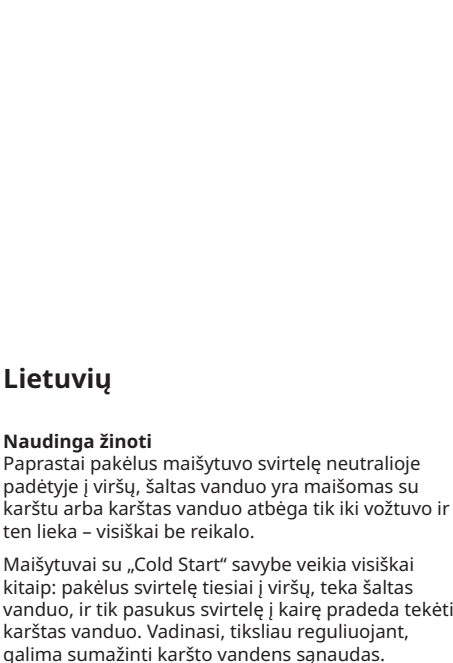 Lietuvių
Naudinga žinoti
Paprastai pakėlus maišytuvo svirtelę neutralioje
padėtyje į viršų, šaltas vanduo yra maišomas su
karštu arba karštas vanduo atbėga tik iki vožtuvo ir
ten lieka – visiškai be reikalo.
Maišytuvai su „Cold Start“ savybe veikia visiškai
kitaip: pakėlus svirtelę tiesiai į viršų, teka šaltas
vanduo, ir tik pasukus svirtelę į kairę pradeda tekėti
karštas vanduo. Vadinasi, tiksliau reguliuojant,
galima sumažinti karšto vandens sąnaudas.